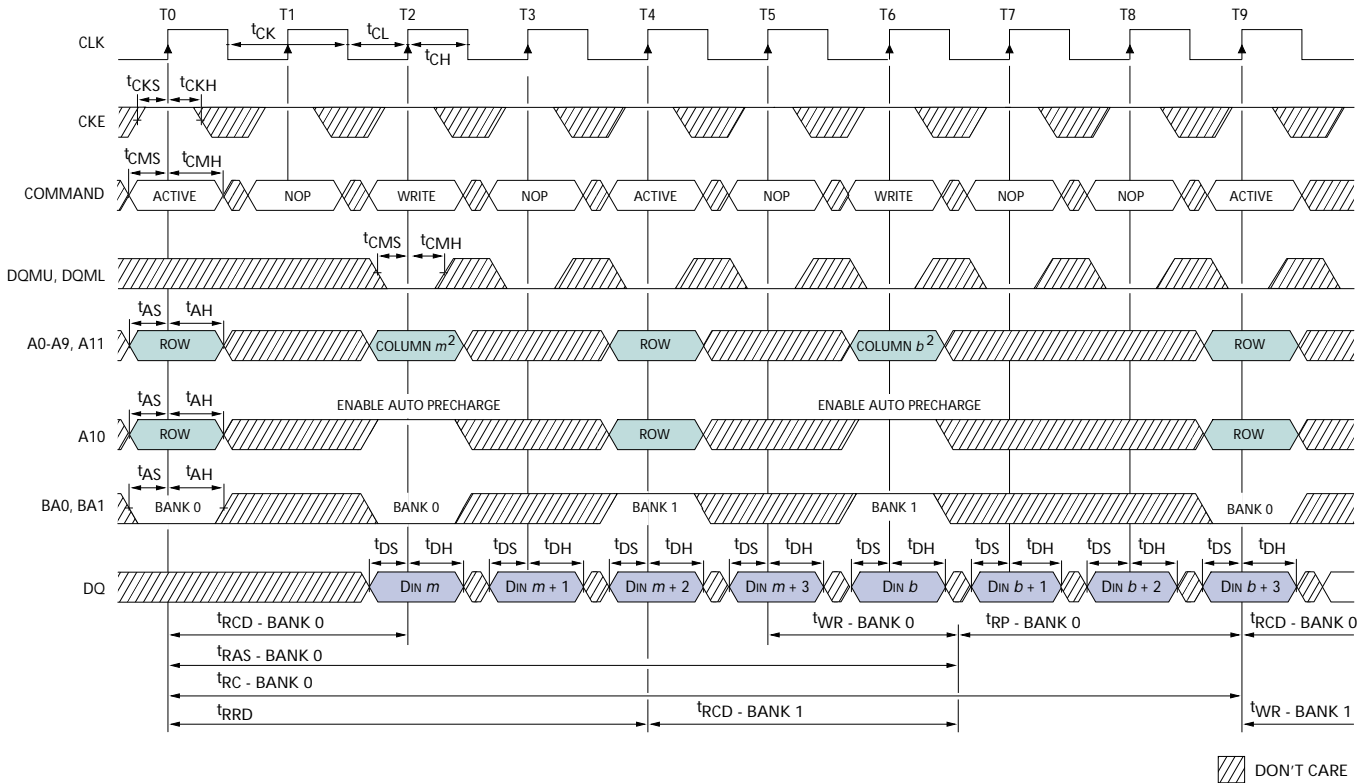 T0 T1 T2 T3 T4 T5 T6 T7 T8 T9
CLK
tCK tCL
tCH
tCKS tCKH
CKE
tCMS tCMH
COMMAND ACTIVE NOP WRITE NOP ACTIVE NOP WRITE NOP NOP ACTIVE
tCMS tCMH
DQMU, DQML
tAS tAH
A0-A9, A11 ROW COLUMN m² ROW COLUMN b² ROW
tAS tAH ENABLE AUTO PRECHARGE ENABLE AUTO PRECHARGE
A10 ROW ROW ROW
tAS tAH
BA0, BA1 BANK 0 BANK 0 BANK 1 BANK 1 BANK 0
tDS tDH tDS tDH tDS tDH tDS tDH tDS tDH tDS tDH tDS tDH tDS tDH
DQ DIN m DIN m + 1 DIN m + 2 DIN m + 3 DIN b DIN b + 1 DIN b + 2 DIN b + 3
tRCD - BANK 0 tWR - BANK 0 tRP - BANK 0 tRCD - BANK 0
tRAS - BANK 0
tRC - BANK 0
tRRD tRCD - BANK 1 tWR - BANK 1
DON'T CARE